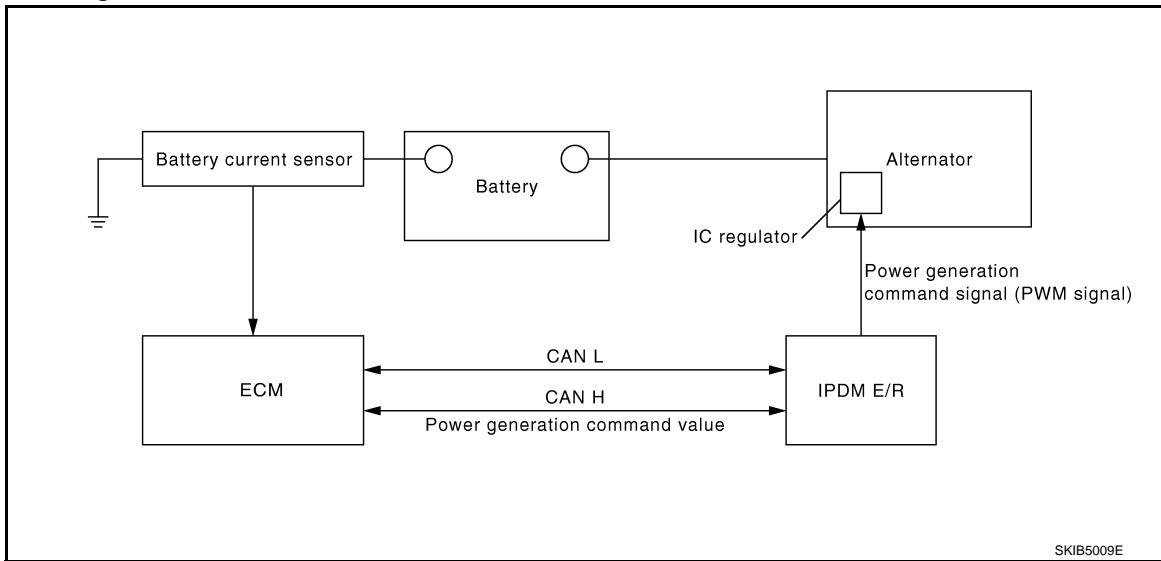 Battery current sensor
Battery
Alternator
IC regulator
Power generation
command signal (PWM signal)
ECM
CAN L
CAN H
Power generation command value
IPDM E/R
SKIB5009E